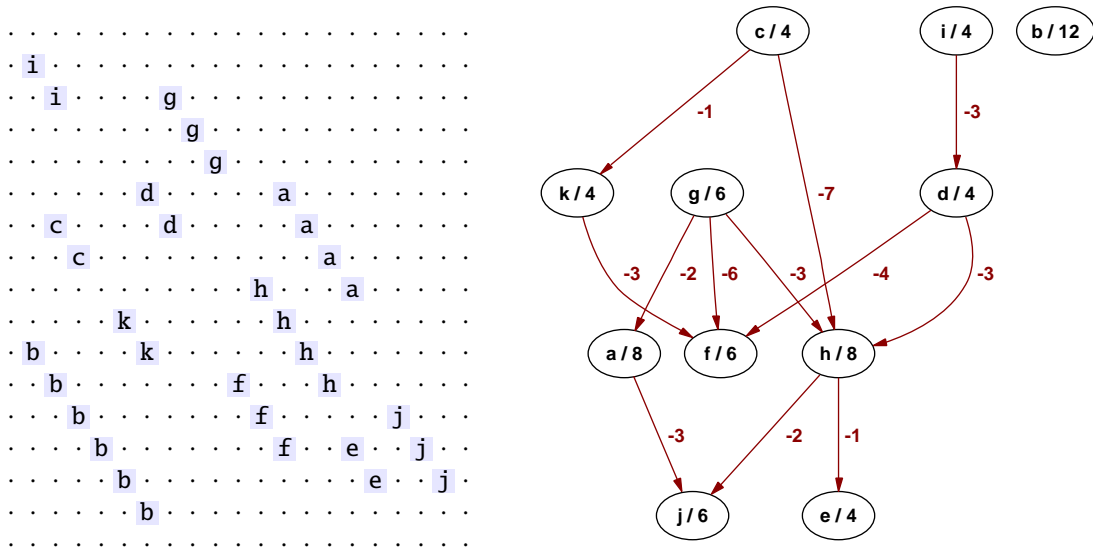 . . . . . . . . . . . . . . . . . . . . .
. i . . . . . . . . . . . . . . . . . . .
. . i . . . . g . . . . . . . . . . . . .
. . . . . . . . g . . . . . . . . . . . .
. . . . . . . . . g . . . . . . . . . . .
. . . . . . d . . . . . a . . . . . . . .
. . c . . . . d . . . . . a . . . . . . .
. . . c . . . . . . . . . . a . . . . . .
. . . . . . . . . . . h . . . a . . . . .
. . . . . k . . . . . . h . . . . . . . .
. b . . . . k . . . . . . h . . . . . . .
. . b . . . . . . . f . . . h . . . . . .
. . . b . . . . . . . f . . . . . j . . .
. . . . b . . . . . . . f . . e . . j . .
. . . . . b . . . . . . . . . . e . . j .
. . . . . . b . . . . . . . . . . . . . .
. . . . . . . . . . . . . . . . . . . . .
c / 4 i / 4 b / 12
-1 -3
k / 4 g / 6 -7 d / 4
-3 -2 -6 -3 -4 -3
a / 8 f / 6 h / 8
-3 -2 -1
j / 6 e / 4